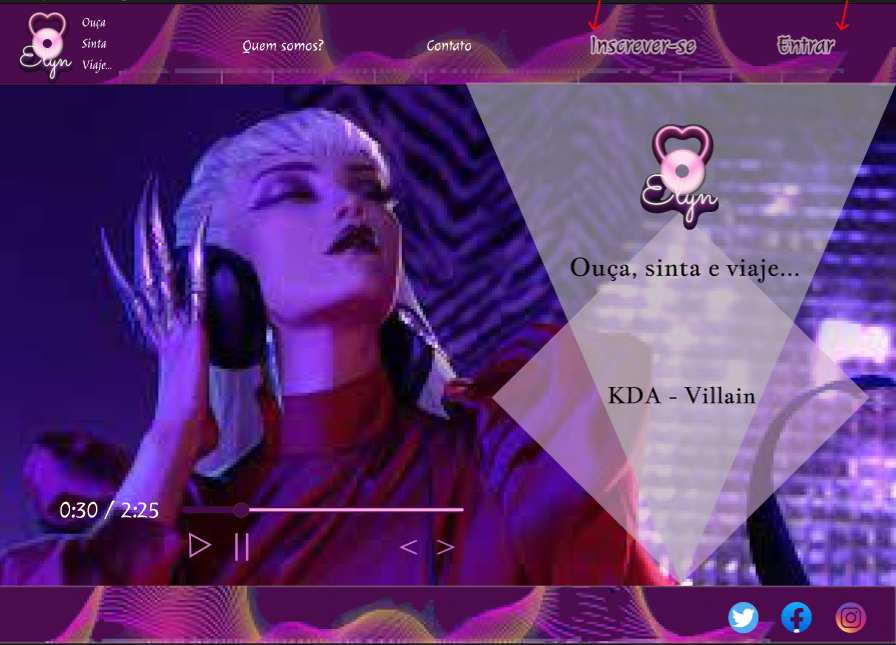 Ouça
Sinta
Viaje...
Elyn
Quem somos?
Contato
Inscrever-se
Entrar
Elyn
Ouça, sinta e viaje...
KDA - Villain
0:30 / 2:25
< >